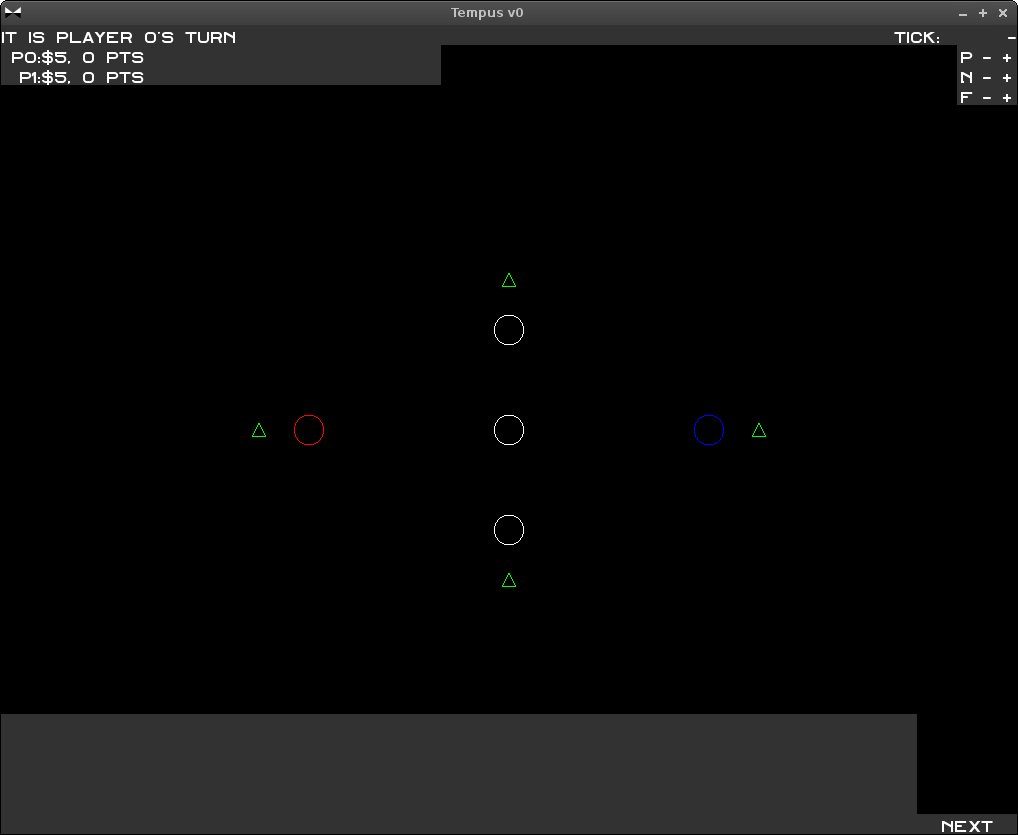 Tempus v0
IT IS PLAYER 0'S TURN
TICK: -
P0:$5, 0 PTS
P - +
P1:$5, 0 PTS
N - +
F - +
NEXT